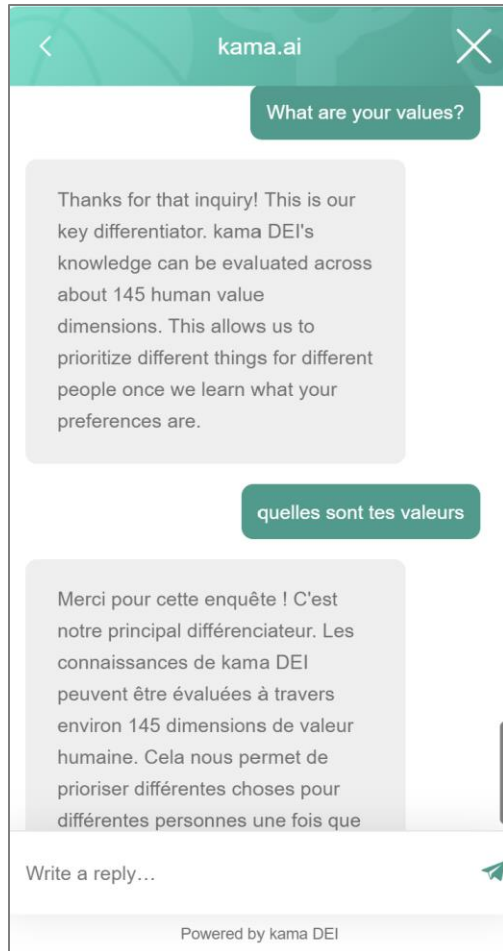 kama.ai
What are your values?
Thanks for that inquiry! This is our
key differentiator. kama DEI's
knowledge can be evaluated across
about 145 human value
dimensions. This allows us to
prioritize different things for different
people once we learn what your
preferences are.
quelles sont tes valeurs
Merci pour cette enquête ! C'est
notre principal différenciateur. Les
connaissances de kama DEI
peuvent être évaluées à travers
environ 145 dimensions de valeur
humaine. Cela nous permet de
prioriser différentes choses pour
différentes personnes une fois que
Write a reply…
Powered by kama DEI